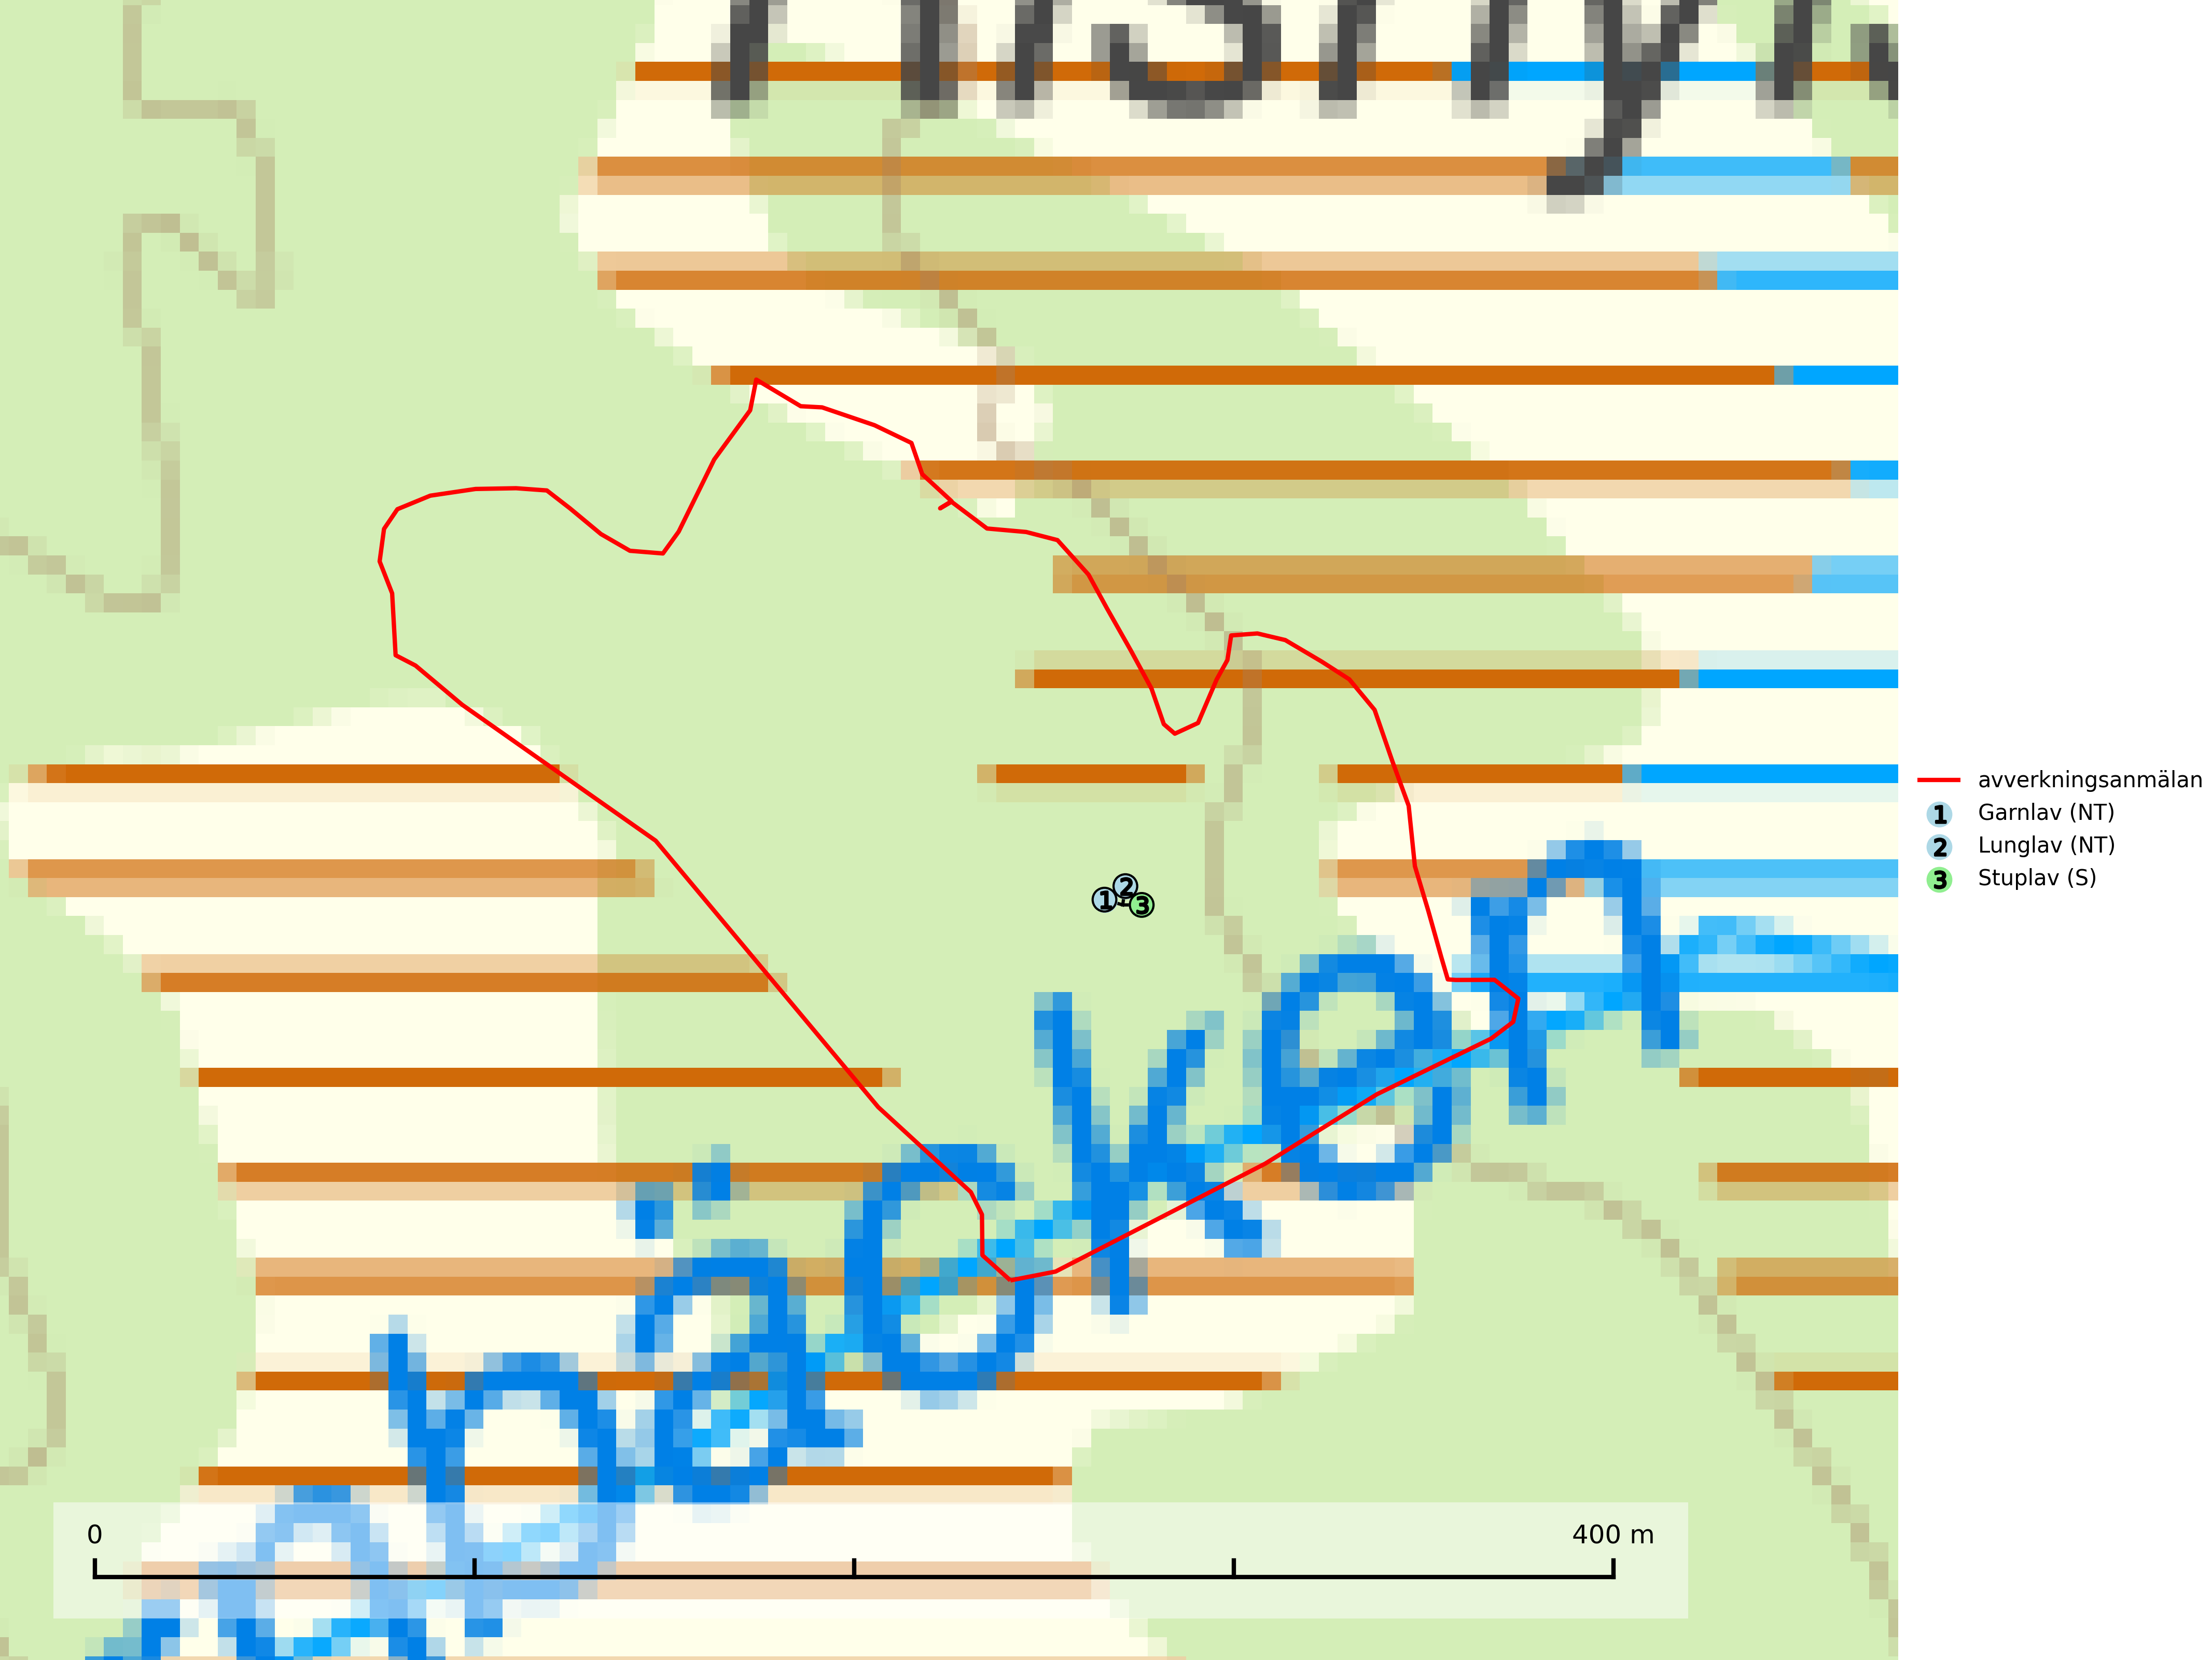 avverkningsanmälan
1 Garnlav (NT)
2 Lunglav (NT)
3 Stuplav (S)
1
2
3
0
400 m